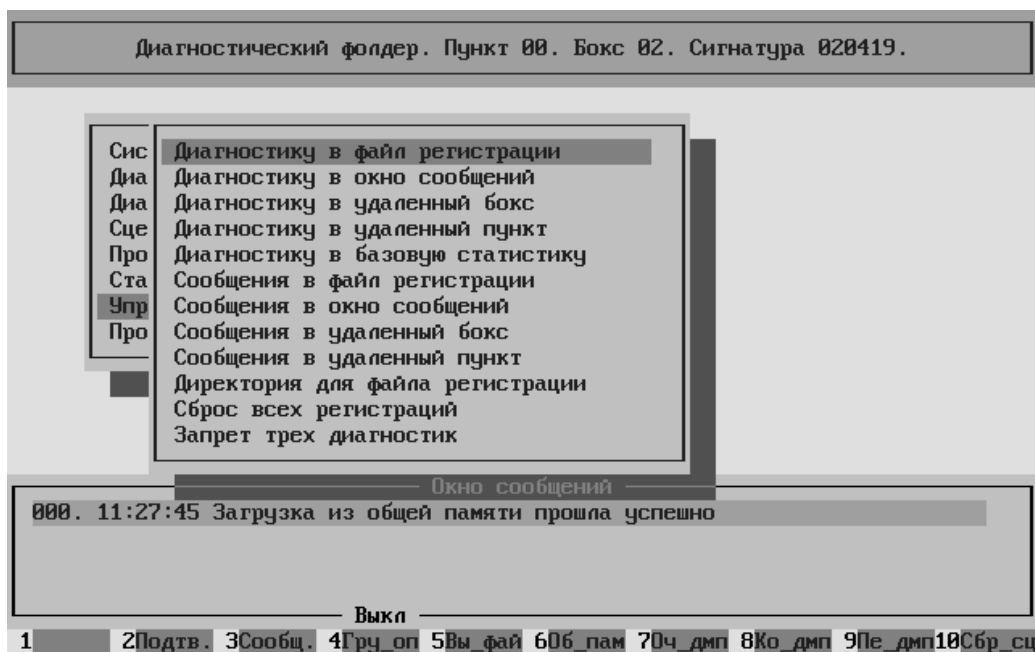 Диагностический фолдер. Пункт 00. Бокс 02. Сигнатура 020419.
Сис
Диа
Диа
Сце
Про
Ста
Упр
Про
Диагностику в файл регистрации
Диагностику в окно сообщений
Диагностику в удаленный бокс
Диагностику в удаленный пункт
Диагностику в базовую статистику
Сообщения в файл регистрации
Сообщения в окно сообщений
Сообщения в удаленный бокс
Сообщения в удаленный пункт
Директория для файла регистрации
Сброс всех регистраций
Запрет трех диагностик
Окно сообщений
000. 11:27:45 Загрузка из общей памяти прошла успешно
Выкл
1 2Подтв. 3Сообщ. 4Гру_оп 5Вы_фай 6Об_пам 7Оч_дмп 8Ко_дмп 9Пе_дмп10Сбр_сц